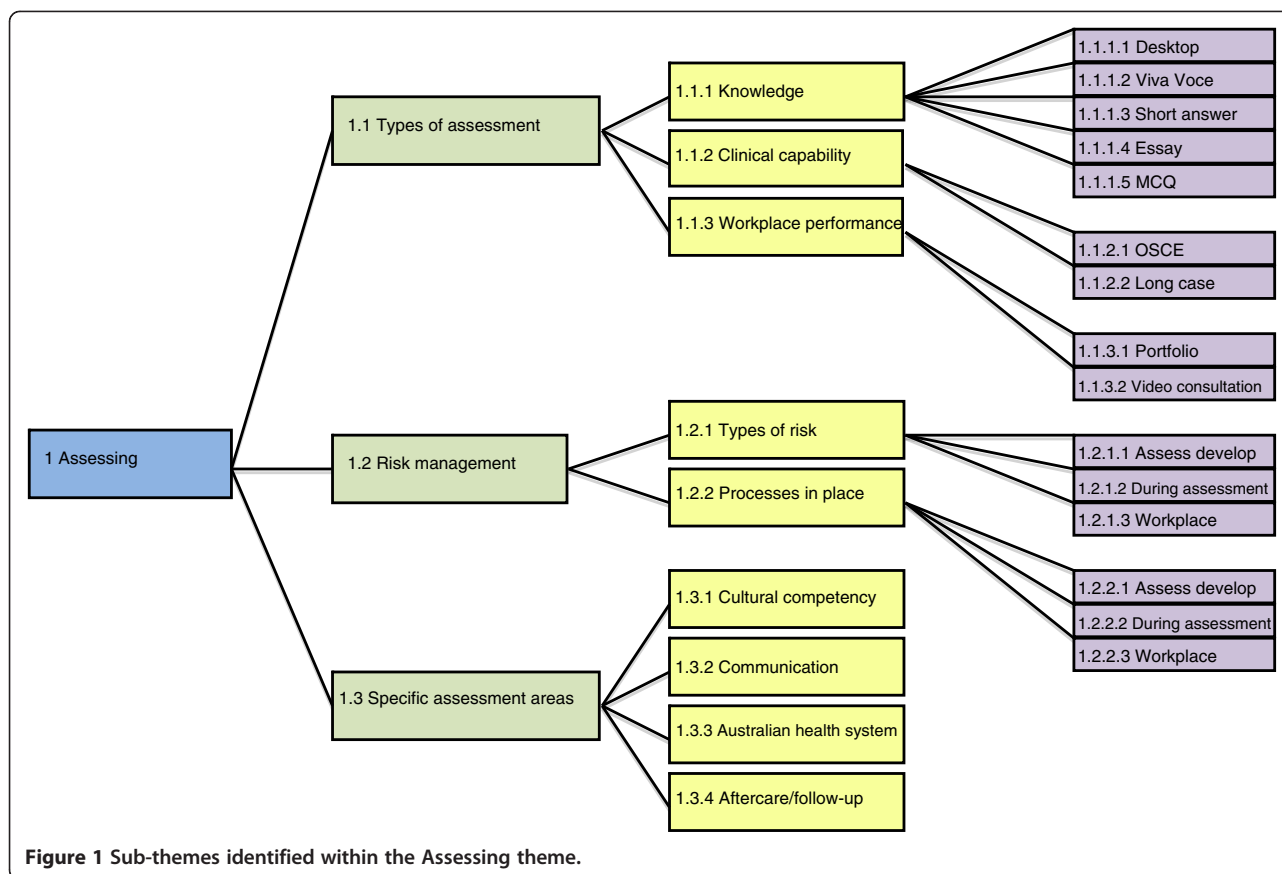 1 Assessing
1.1 Types of assessment
1.1.1 Knowledge
1.1.1.1 Desktop
1.1.1.2 Viva Voce
1.1.1.3 Short answer
1.1.1.4 Essay
1.1.1.5 MCQ
1.1.2 Clinical capability
1.1.2.1 OSCE
1.1.2.2 Long case
1.1.3 Workplace performance
1.1.3.1 Portfolio
1.1.3.2 Video consultation
1.2 Risk management
1.2.1 Types of risk
1.2.1.1 Assess develop
1.2.1.2 During assessment
1.2.1.3 Workplace
1.2.2 Processes in place
1.2.2.1 Assess develop
1.2.2.2 During assessment
1.2.2.3 Workplace
1.3 Specific assessment areas
1.3.1 Cultural competency
1.3.2 Communication
1.3.3 Australian health system
1.3.4 Aftercare/follow-up
Figure 1 Sub-themes identified within the Assessing theme.